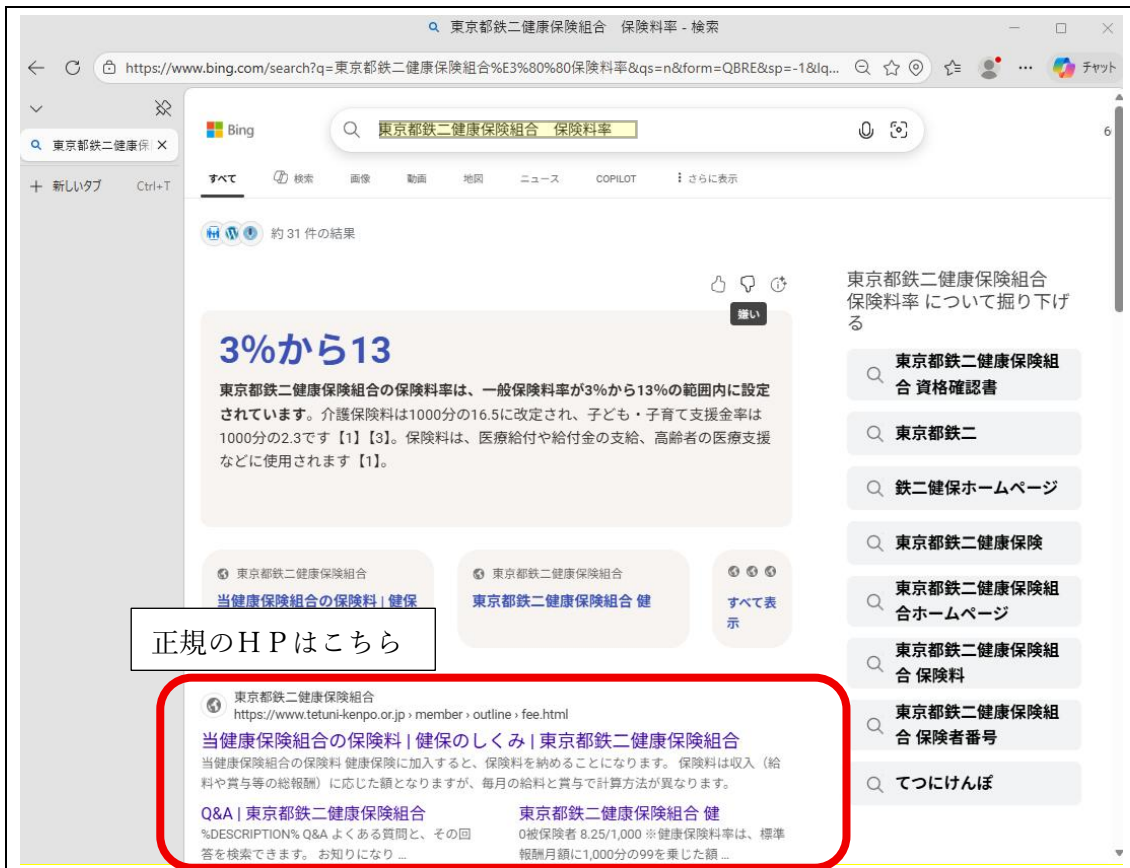 東京都鉄二健康保険組合　保険料率 - 検索
https://www.bing.com/search?q=東京都鉄二健康保険組合%E3%80%80保険料率&qs=n&form=QBRE&sp=-1&lq...
チャット
東京都鉄二健康保
新しいタブ Ctrl+T
Bing
東京都鉄二健康保険組合　保険料率
6
すべて 検索 画像 動画 地図 ニュース COPILOT さらに表示
約 31 件の結果
嫌い
3%から13
東京都鉄二健康保険組合の保険料率は、一般保険料率が3%から13%の範囲内に設定
されています。介護保険料は1000分の16.5に改定され、子ども・子育て支援金率は
1000分の2.3です【1】【3】。保険料は、医療給付や給付金の支給、高齢者の医療支援
などに使用されます【1】。
東京都鉄二健康保険組合
当健康保険組合の保険料 | 健保
東京都鉄二健康保険組合
東京都鉄二健康保険組合 健
すべて表
示
正規のＨＰはこちら
東京都鉄二健康保険組合
https://www.tetuni-kenpo.or.jp › member › outline › fee.html
当健康保険組合の保険料 | 健保のしくみ | 東京都鉄二健康保険組合
当健康保険組合の保険料 健康保険に加入すると、保険料を納めることになります。 保険料は収入（給
料や賞与等の総報酬）に応じた額となりますが、毎月の給料と賞与で計算方法が異なります。
Q&A | 東京都鉄二健康保険組合
%DESCRIPTION% Q&A よくある質問と、その回
答を検索できます。 お知りになり ...
東京都鉄二健康保険組合 健
0被保険者 8.25/1,000 ※健康保険料率は、標準
報酬月額に1,000分の99を乗じた額 ...
東京都鉄二健康保険組合
保険料率 について掘り下げ
る
東京都鉄二健康保険組
合 資格確認書
東京都鉄二
鉄二健保ホームページ
東京都鉄二健康保険
東京都鉄二健康保険組
合ホームページ
東京都鉄二健康保険組
合 保険料
東京都鉄二健康保険組
合 保険者番号
てつにけんぽ